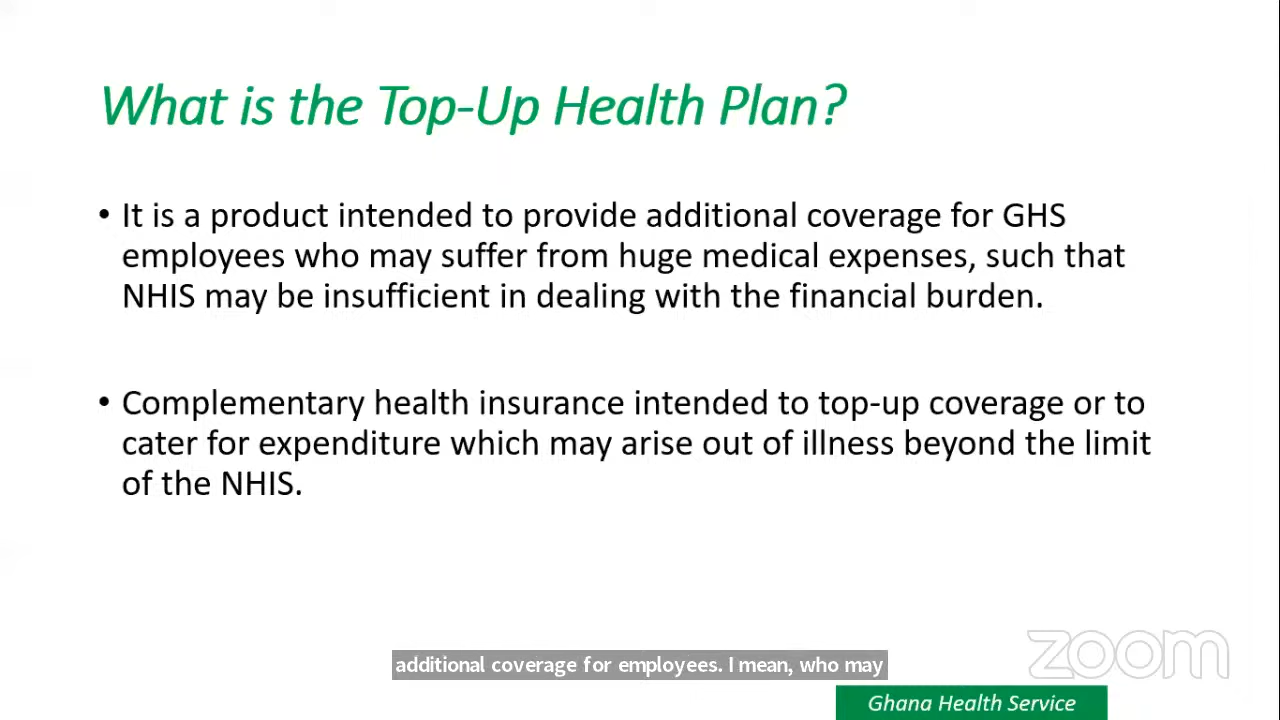 What is the Top-Up Health Plan?
• It is a product intended to provide additional coverage for GHS
employees who may suffer from huge medical expenses, such that
NHIS may be insufficient in dealing with the financial burden.
• Complementary health insurance intended to top-up coverage or to
cater for expenditure which may arise out of illness beyond the limit
of the NHIS.
zoom
additional coverage for employees. I mean, who may
Ghana Health Service